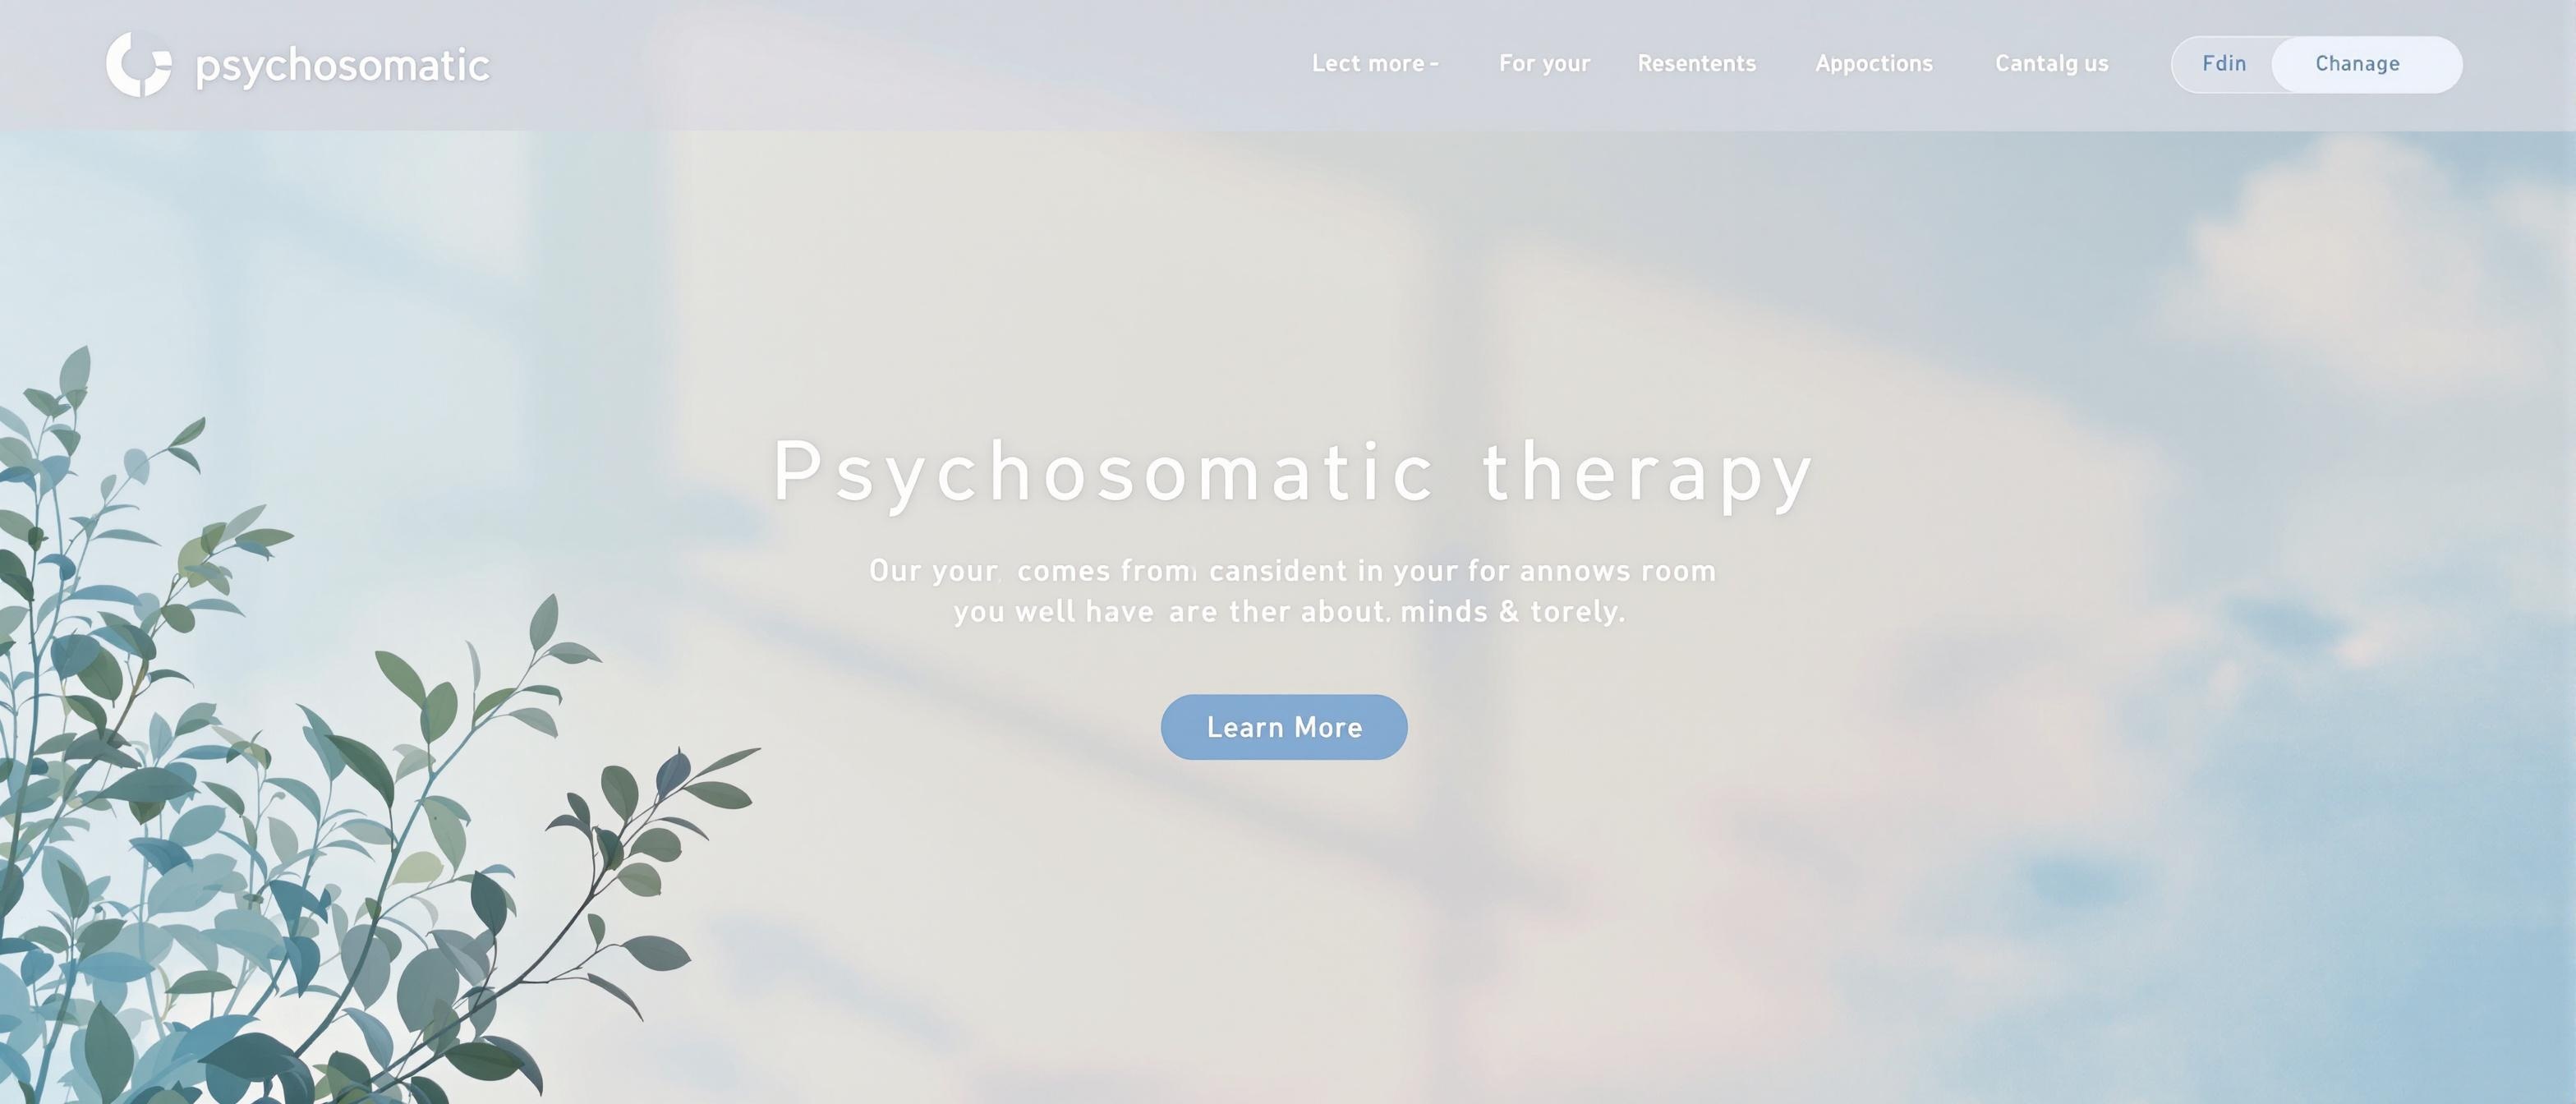 psychosomatic
Lect more - For your Resentents Appoctions Cantalg us Fdin Chanage
Psychosomatic therapy
Our your comes from cansident in your for annows room
you well have are ther about. minds & torely.
Learn More